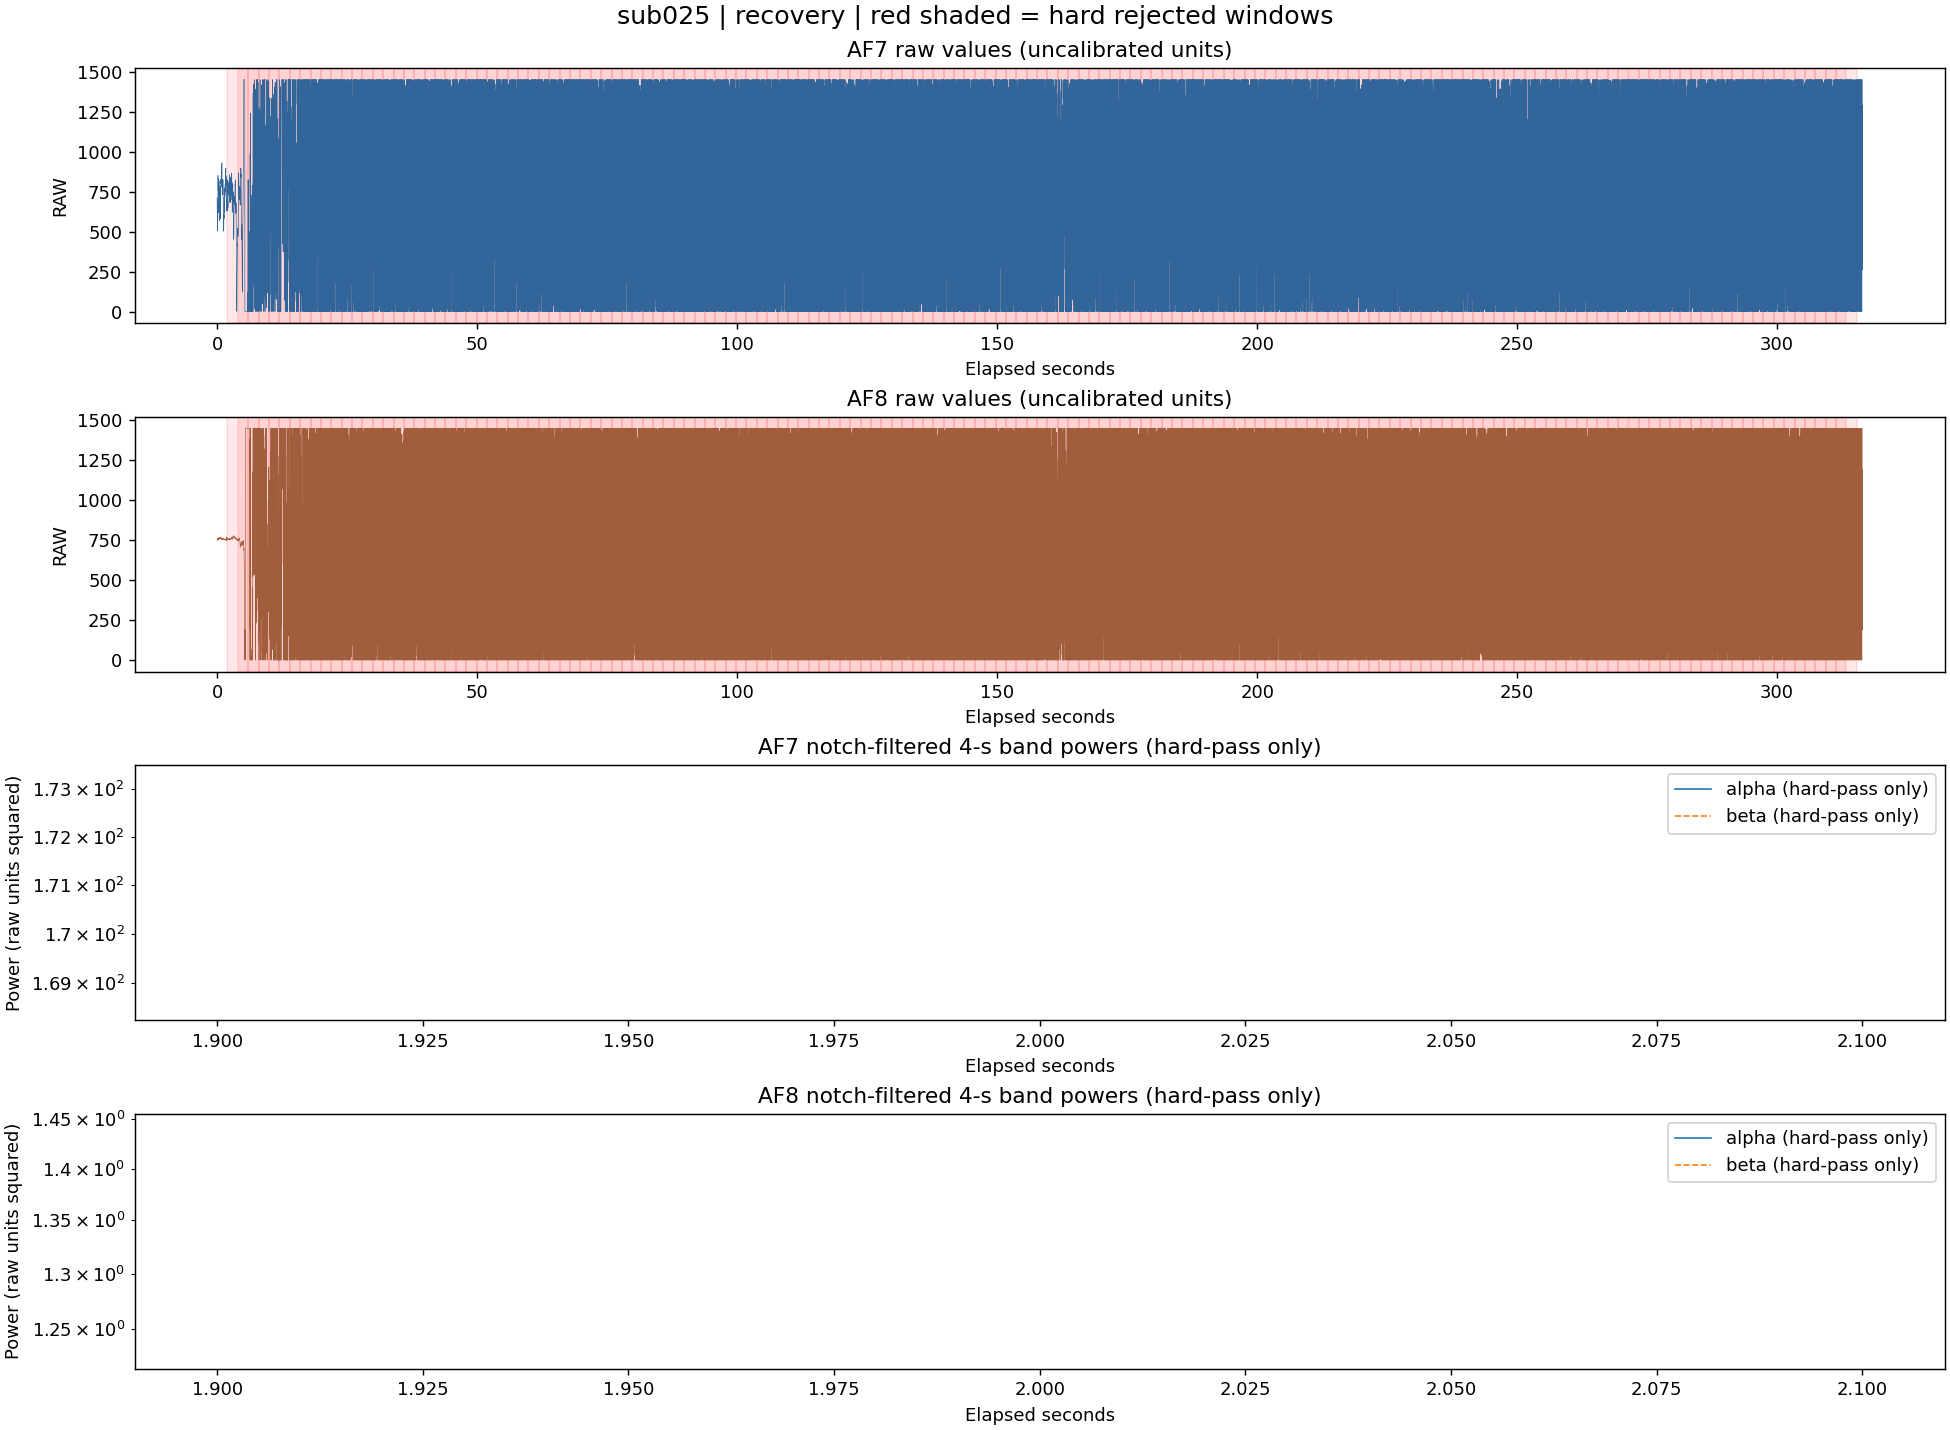 sub025 | recovery | red shaded = hard rejected windows
AF7 raw values (uncalibrated units)
1500
1250
1000
750
500
250
0
RAW
0 50 100 150 200 250 300
Elapsed seconds
AF8 raw values (uncalibrated units)
1500
1250
1000
750
500
250
0
RAW
0 50 100 150 200 250 300
Elapsed seconds
AF7 notch-filtered 4-s band powers (hard-pass only)
1.73 × 10²
1.72 × 10²
1.71 × 10²
1.7 × 10²
1.69 × 10²
Power (raw units squared)
alpha (hard-pass only)
beta (hard-pass only)
1.900 1.925 1.950 1.975 2.000 2.025 2.050 2.075 2.100
Elapsed seconds
AF8 notch-filtered 4-s band powers (hard-pass only)
1.45 × 10⁰
1.4 × 10⁰
1.35 × 10⁰
1.3 × 10⁰
1.25 × 10⁰
Power (raw units squared)
alpha (hard-pass only)
beta (hard-pass only)
1.900 1.925 1.950 1.975 2.000 2.025 2.050 2.075 2.100
Elapsed seconds